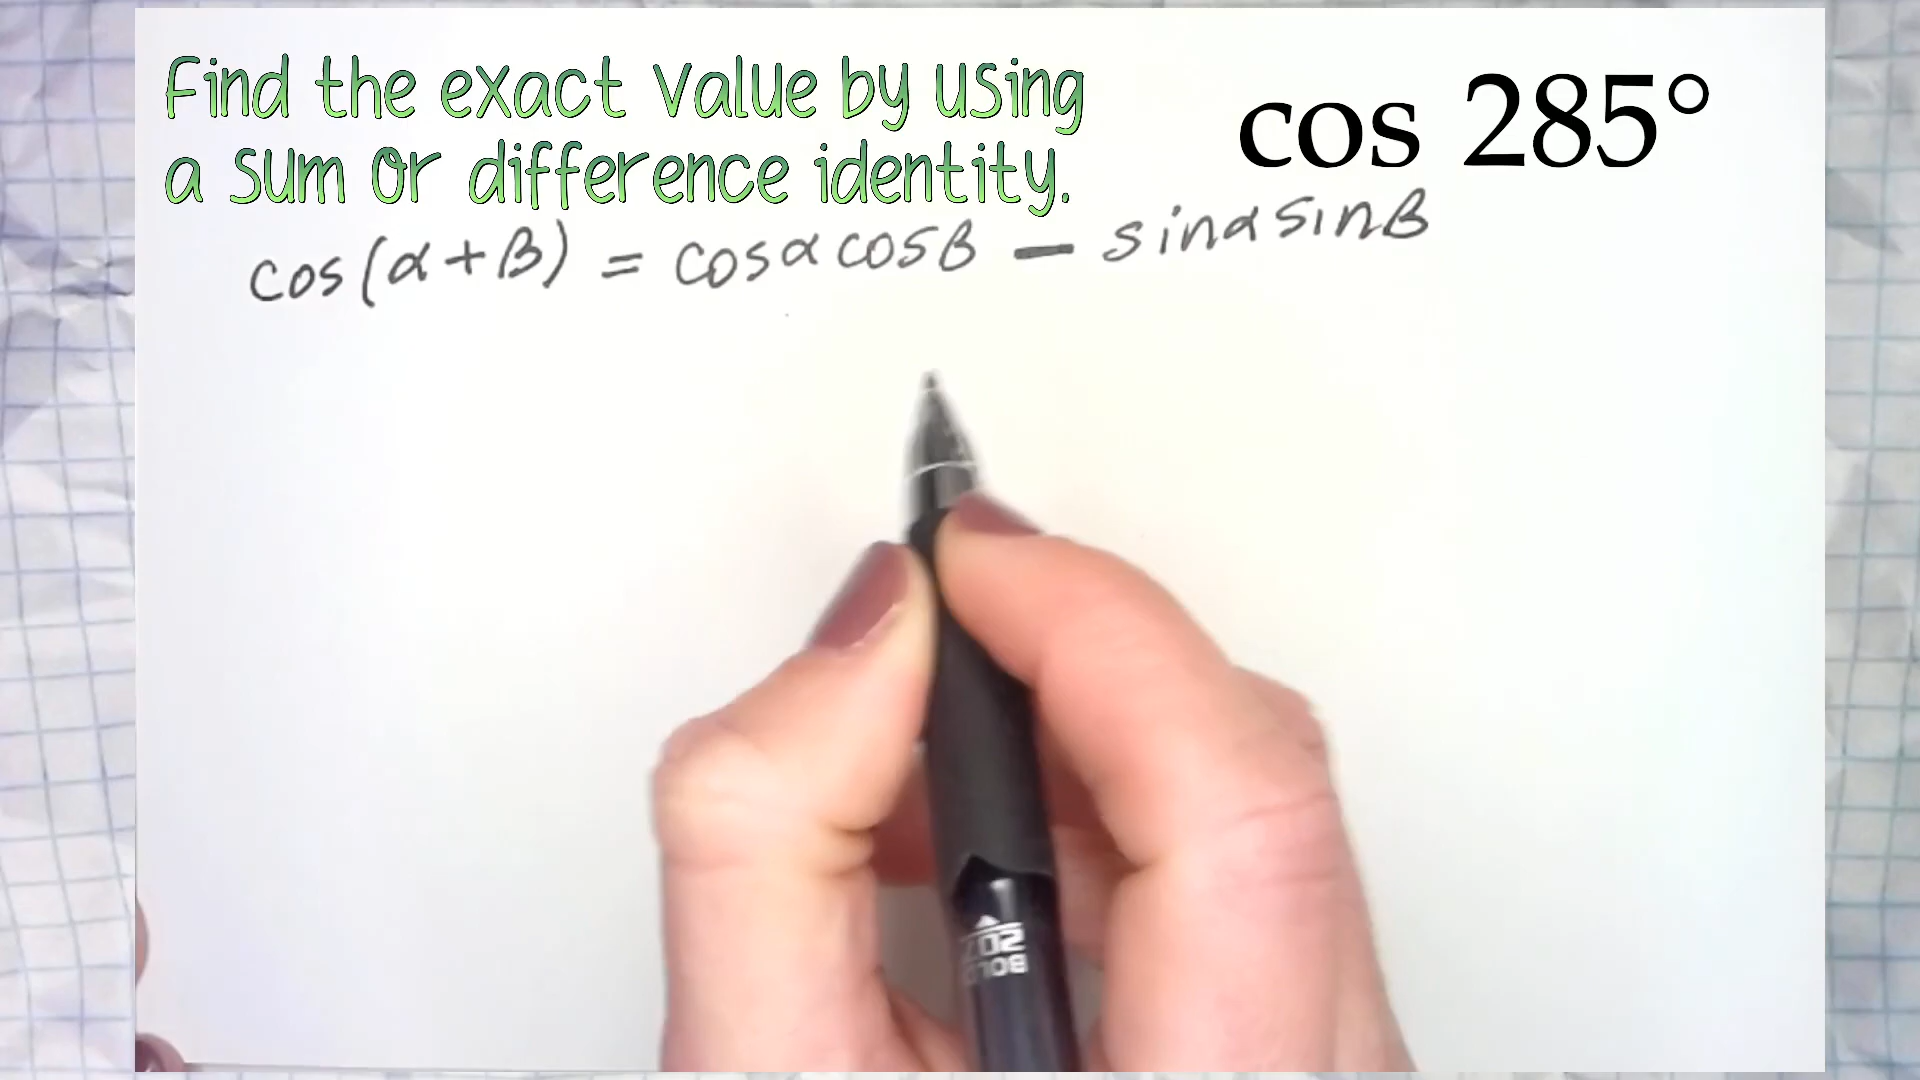 Find the exact value by using
a sum or difference identity.
cos 285°
cos(α+β) = cosα cosβ − sinα sinβ